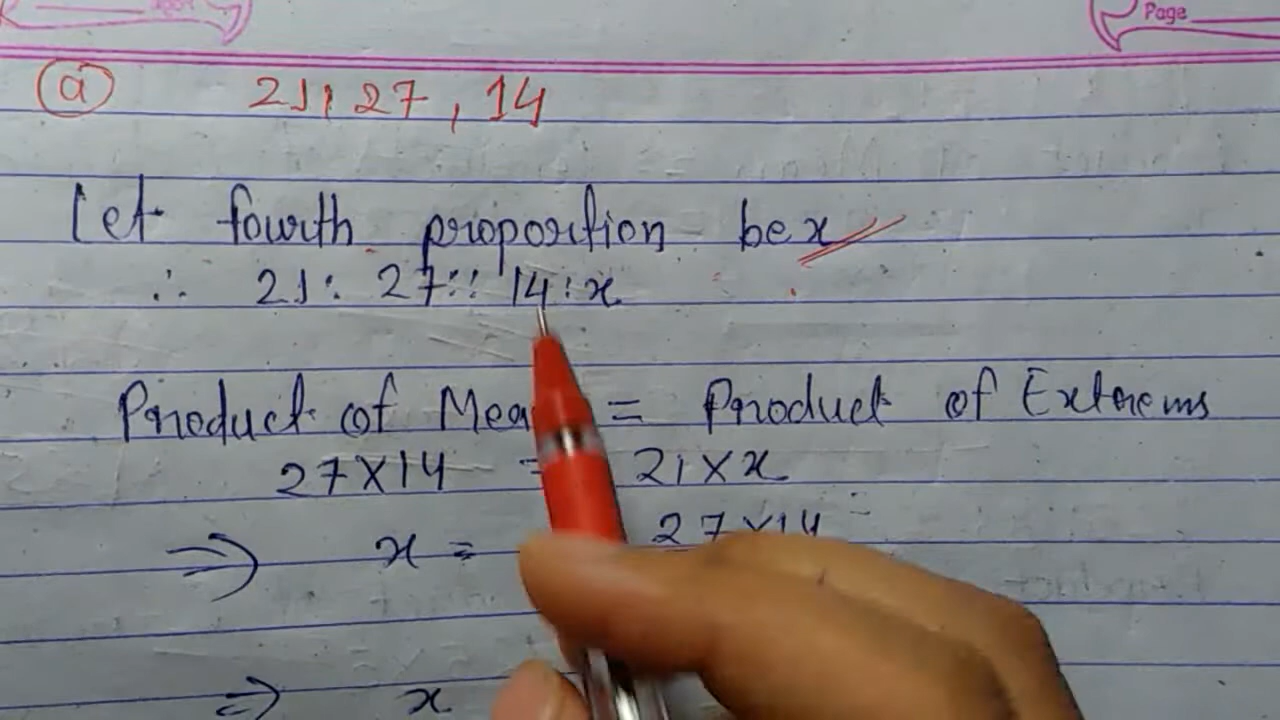 Page
(a) 21, 27, 14
Let fourth proportion be x
∴ 21 : 27 :: 14 : x
Product of Mea = Product of Extrems
27 X 14 = 21 X x
⇒ x = 27 X 14
⇒ x